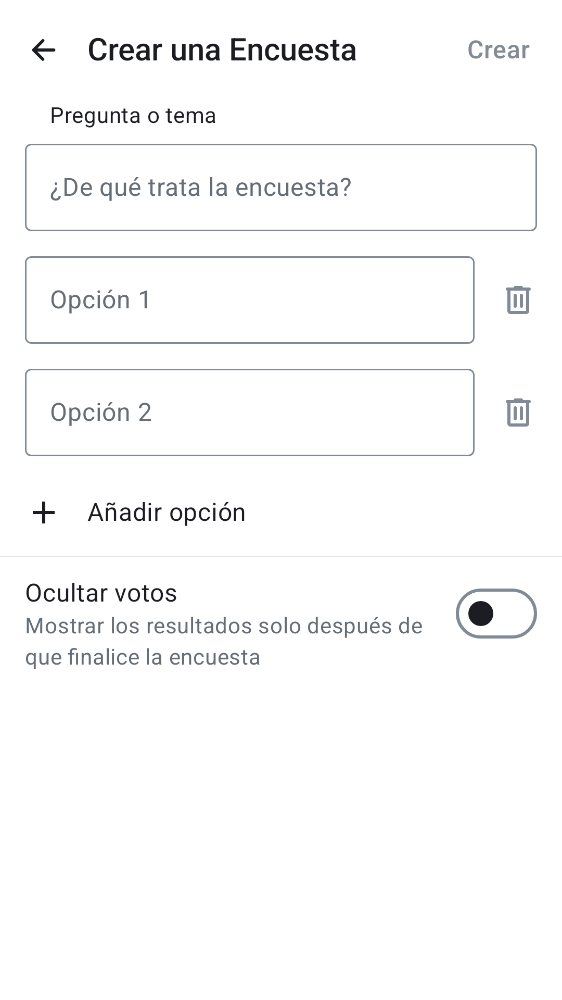 Crear una Encuesta
Crear
Pregunta o tema
¿De qué trata la encuesta?
Opción 1
Opción 2
Añadir opción
Ocultar votos
Mostrar los resultados solo después de
que finalice la encuesta